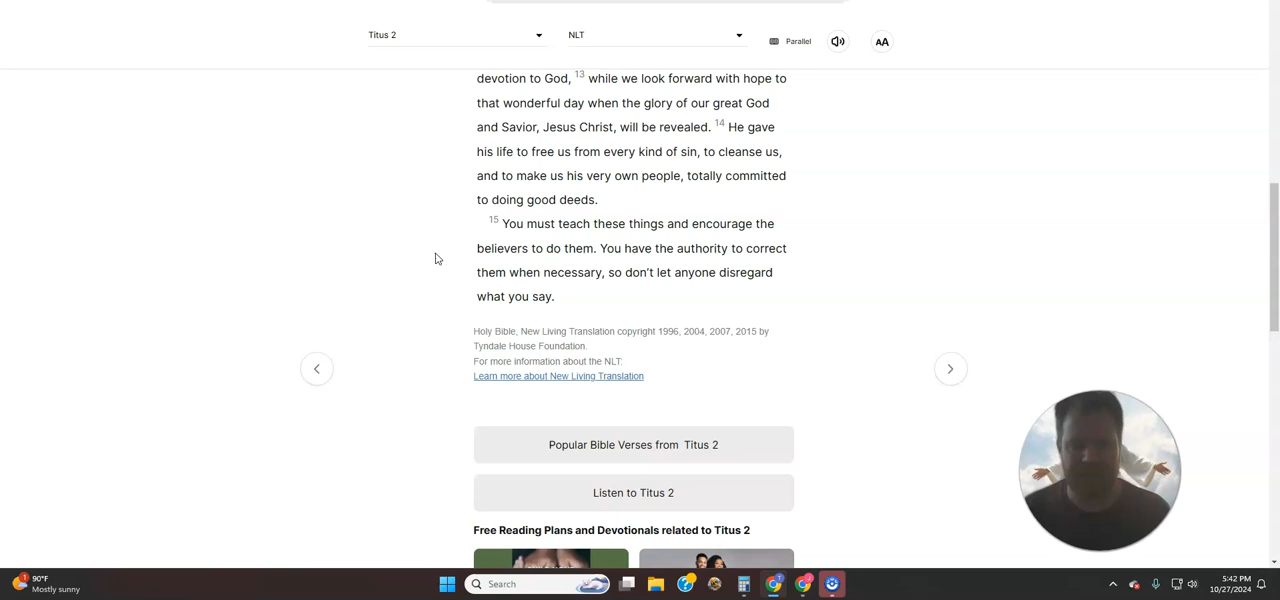 Titus 2
NLT
Parallel
AA
devotion to God, 13 while we look forward with hope to
that wonderful day when the glory of our great God
and Savior, Jesus Christ, will be revealed. 14 He gave
his life to free us from every kind of sin, to cleanse us,
and to make us his very own people, totally committed
to doing good deeds.
15 You must teach these things and encourage the
believers to do them. You have the authority to correct
them when necessary, so don’t let anyone disregard
what you say.
Holy Bible, New Living Translation copyright 1996, 2004, 2007, 2015 by
Tyndale House Foundation.
For more information about the NLT:
Learn more about New Living Translation
Popular Bible Verses from Titus 2
Listen to Titus 2
Free Reading Plans and Devotionals related to Titus 2
1
90°F
Mostly sunny
Search
5:42 PM
10/27/2024